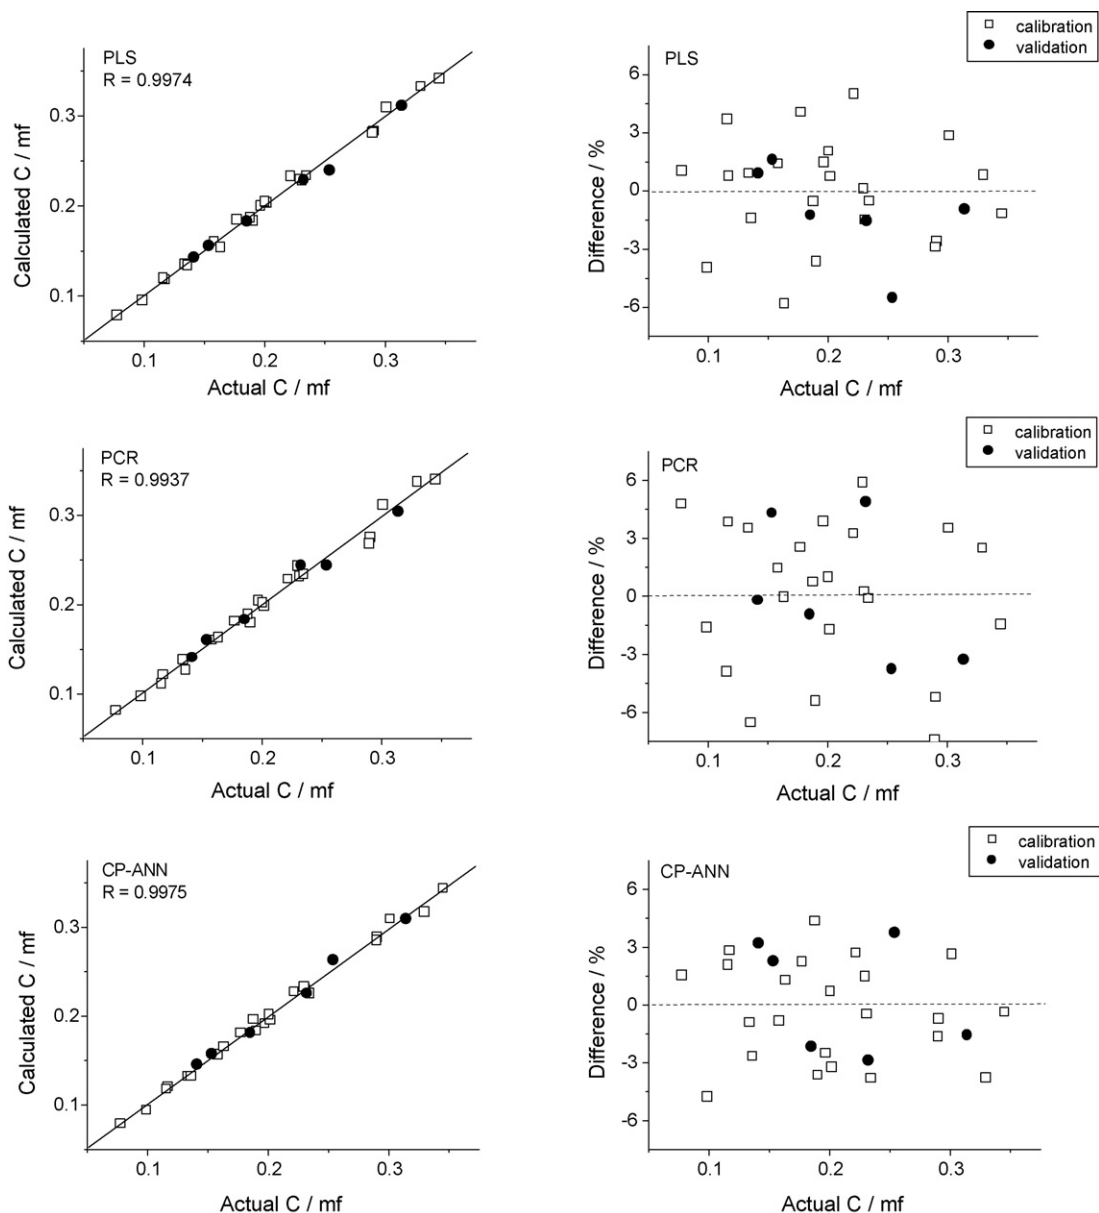 PLS
R = 0.9974
0.3
0.2
0.1
Calculated C / mf
0.1 0.2 0.3
Actual C / mf
calibration
validation
PLS
6
3
0
-3
-6
Difference / %
0.1 0.2 0.3
Actual C / mf
PCR
R = 0.9937
0.3
0.2
0.1
Calculated C / mf
0.1 0.2 0.3
Actual C / mf
calibration
validation
PCR
6
3
0
-3
-6
Difference / %
0.1 0.2 0.3
Actual C / mf
CP-ANN
R = 0.9975
0.3
0.2
0.1
Calculated C / mf
0.1 0.2 0.3
Actual C / mf
calibration
validation
CP-ANN
6
3
0
-3
-6
Difference / %
0.1 0.2 0.3
Actual C / mf